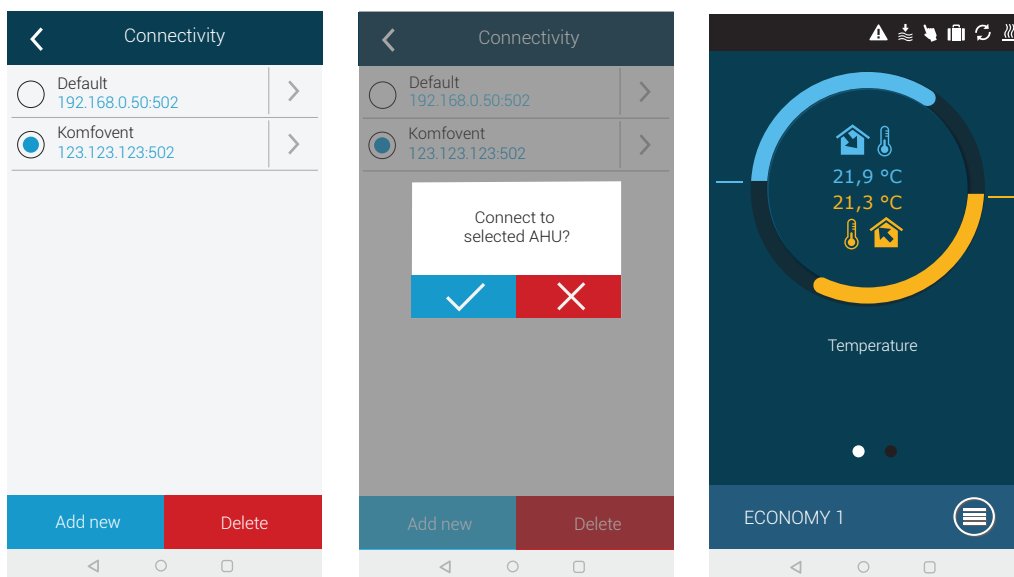 Connectivity
Default
192.168.0.50:502
Komfovent
123.123.123:502
Add new
Delete
Connectivity
Default
192.168.0.50:502
Komfovent
123.123.123:502
Connect to
selected AHU?
Add new
Delete
21,9 °C
21,3 °C
Temperature
ECONOMY 1